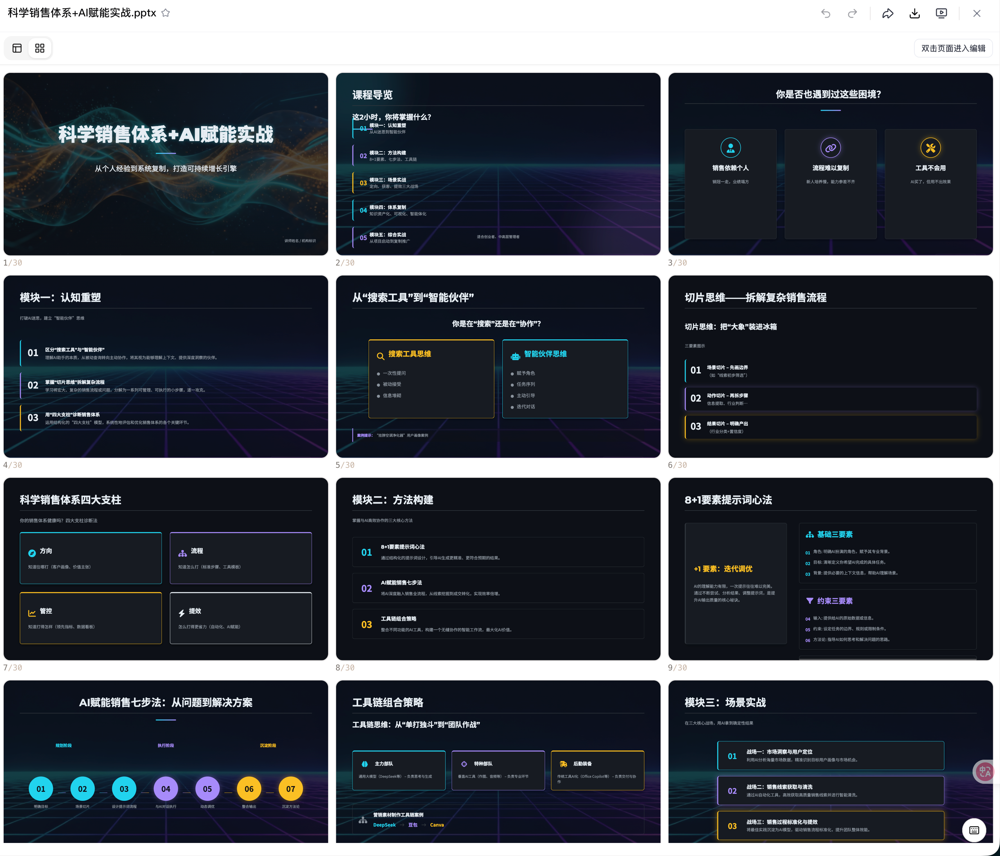 科学销售体系+AI赋能实战.pptx
双击页面进入编辑
科学销售体系+AI赋能实战
从个人经验到系统复制，打造可持续增长引擎
讲师姓名 / 机构标识
1/30
课程导览
这2小时，你将掌握什么？
01 模块一：认知重塑
从AI迷思到智能伙伴
02 模块二：方法构建
8+1要素、七步法、工具链
03 模块三：场景实战
定向、获客、提效三大战场
04 模块四：体系复制
知识资产化、可视化、智能体化
05 模块五：综合实战
从项目启动到复制推广
适合创业者、中高层管理者
2/30
你是否也遇到过这些困境？
销售依赖个人
销冠一走，业绩塌方
流程难以复制
新人培养慢，能力参差不齐
工具不会用
AI买了，但用不出效果
3/30
模块一：认知重塑
打破AI迷思，建立“智能伙伴”思维
01 区分“搜索工具”与“智能伙伴”
理解AI助手的本质，从被动查询转向主动协作，将其视为能够理解上下文、提供深度洞察的伙伴。
02 掌握“切片思维”拆解复杂流程
学习将宏大、复杂的销售流程或问题，分解为一系列可管理、可执行的小步骤，逐一攻克。
03 用“四大支柱”诊断销售体系
运用结构化的“四大支柱”模型，系统性地评估和优化销售体系的各个关键环节。
4/30
从“搜索工具”到“智能伙伴”
你是在“搜索”还是在“协作”？
搜索工具思维
一次性提问
被动接受
信息堆砌
智能伙伴思维
赋予角色
任务序列
主动引导
迭代对话
案例提示： “挂脖空调净化器”用户画像案例
5/30
切片思维——拆解复杂销售流程
切片思维：把“大象”装进冰箱
三要素图示
01 场景切片 – 先画边界
（如“线索初步筛选”）
02 动作切片 – 再拆步骤
信息提取、行业判断…
03 结果切片 – 明确产出
（行业分类+置信度）
6/30
科学销售体系四大支柱
你的销售体系健康吗？四大支柱诊断法
方向
知道往哪打（客户画像、价值主张）
流程
知道怎么打（标准步骤、工具模板）
管控
知道打得怎样（领先指标、数据看板）
提效
怎么打得更省力（自动化、AI赋能）
7/30
模块二：方法构建
掌握与AI高效协作的三大核心方法
01 8+1要素提示词心法
通过结构化的提示词设计，引导AI生成更精准、更符合预期的结果。
02 AI赋能销售七步法
将AI深度融入销售全流程，从线索挖掘到成交转化，实现效率倍增。
03 工具链组合策略
整合不同功能的AI工具，构建一个无缝协作的智能工作流，最大化AI价值。
8/30
8+1要素提示词心法
+1 要素：迭代调优
AI的理解能力有限，一次提示往往难以完美。
通过不断尝试、分析结果、调整提示词，是提
升AI输出质量的核心秘诀。
基础三要素
01 角色: 明确AI扮演的角色，赋予其专业背景。
02 目标: 清晰定义你希望AI完成的具体任务。
03 背景: 提供必要的上下文信息，帮助AI理解场景。
约束三要素
04 输入: 提供给AI的原始数据或信息。
05 约束: 设定任务的边界、规则或限制条件。
06 方法论: 指导AI如何思考和解决问题的思路。
9/30
AI赋能销售七步法：从问题到解决方案
规划阶段 执行阶段 沉淀阶段
01 02 03 04 05 06 07
明确目标 场景切片 设计提示词流程 与AI对话执行 动态调优 整合输出 沉淀方法论
工具链组合策略
工具链思维：从“单打独斗”到“团队作战”
主力部队
通用大模型（DeepSeek等）– 负责思考与生成
特种部队
垂直AI工具（作图、音频等）– 负责专业环节
后勤装备
传统工具AI化（Office Copilot等）– 负责交付与协
作
营销素材制作工具链案例
DeepSeek → 豆包 → Canva
模块三：场景实战
在三大核心战场，用AI拿到确定性结果
01 战场一：市场洞察与用户定位
利用AI分析海量市场数据，精准识别目标用户画像与市场机会。
02 战场二：销售线索获取与清洗
通过AI自动化工具，高效获取高质量销售线索并进行智能清洗。
03 战场三：销售过程标准化与提效
将最佳实践沉淀为AI模型，驱动销售流程标准化，提升团队整体效能。
中A